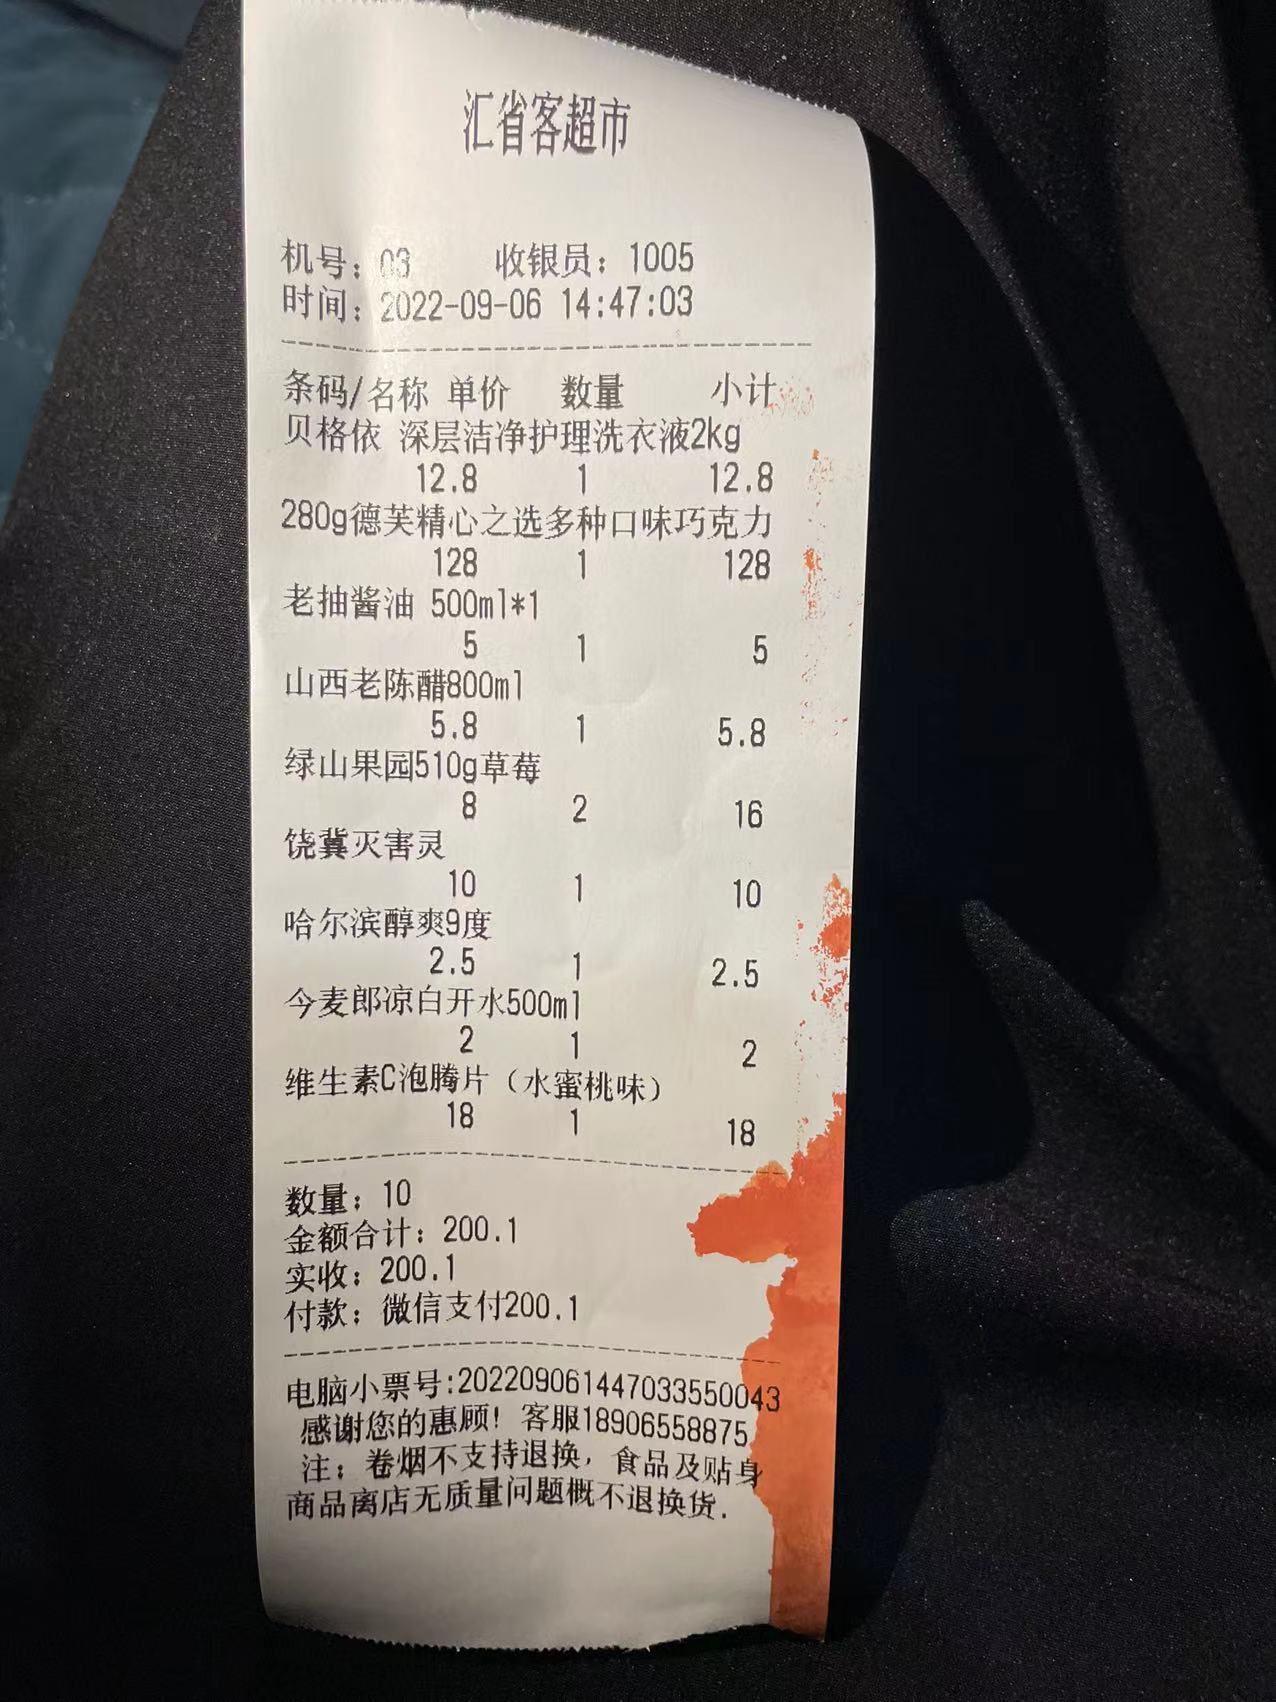 汇省客超市
机号：03 收银员：1005
时间：2022-09-06 14:47:03
条码/名称 单价 数量 小计
贝格依 深层洁净护理洗衣液2kg
12.8 1 12.8
280g德芙精心之选多种口味巧克力
128 1 128
老抽酱油 500ml*1
5 1 5
山西老陈醋800ml
5.8 1 5.8
绿山果园510g草莓
8 2 16
饶冀灭害灵
10 1 10
哈尔滨醇爽9度
2.5 1 2.5
今麦郎凉白开水500ml
2 1 2
维生素C泡腾片（水蜜桃味）
18 1 18
数量：10
金额合计：200.1
实收：200.1
付款：微信支付200.1
电脑小票号:2022090614470335500​43
感谢您的惠顾！客服18906558875
注：卷烟不支持退换，食品及贴身
商品离店无质量问题概不退换货.